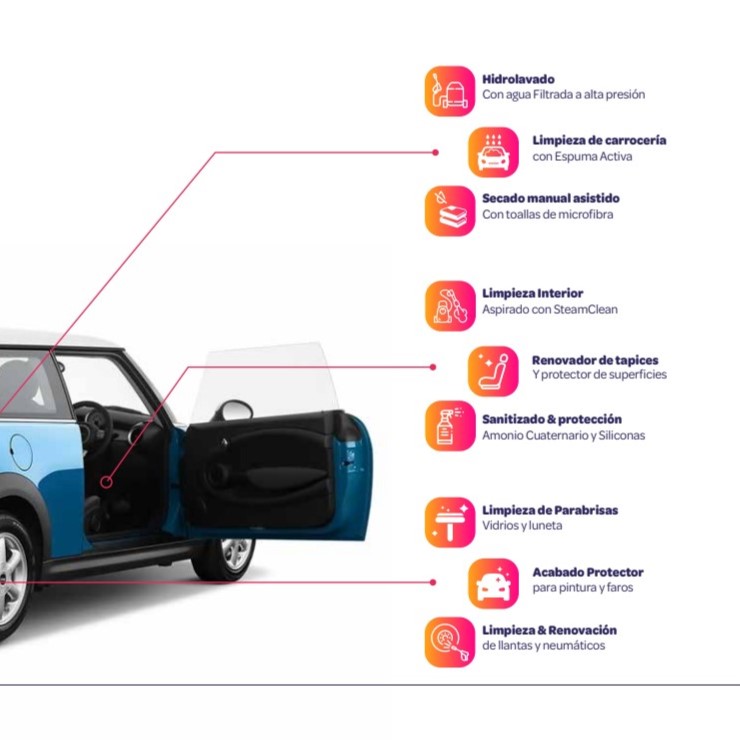 Hidrolavado
Con agua Filtrada a alta presión
Limpieza de carrocería
con Espuma Activa
Secado manual asistido
Con toallas de microfibra
Limpieza Interior
Aspirado con SteamClean
Renovador de tapices
Y protector de superficies
Sanitizado & protección
Amonio Cuaternario y Siliconas
Limpieza de Parabrisas
Vidrios y luneta
Acabado Protector
para pintura y faros
Limpieza & Renovación
de llantas y neumáticos